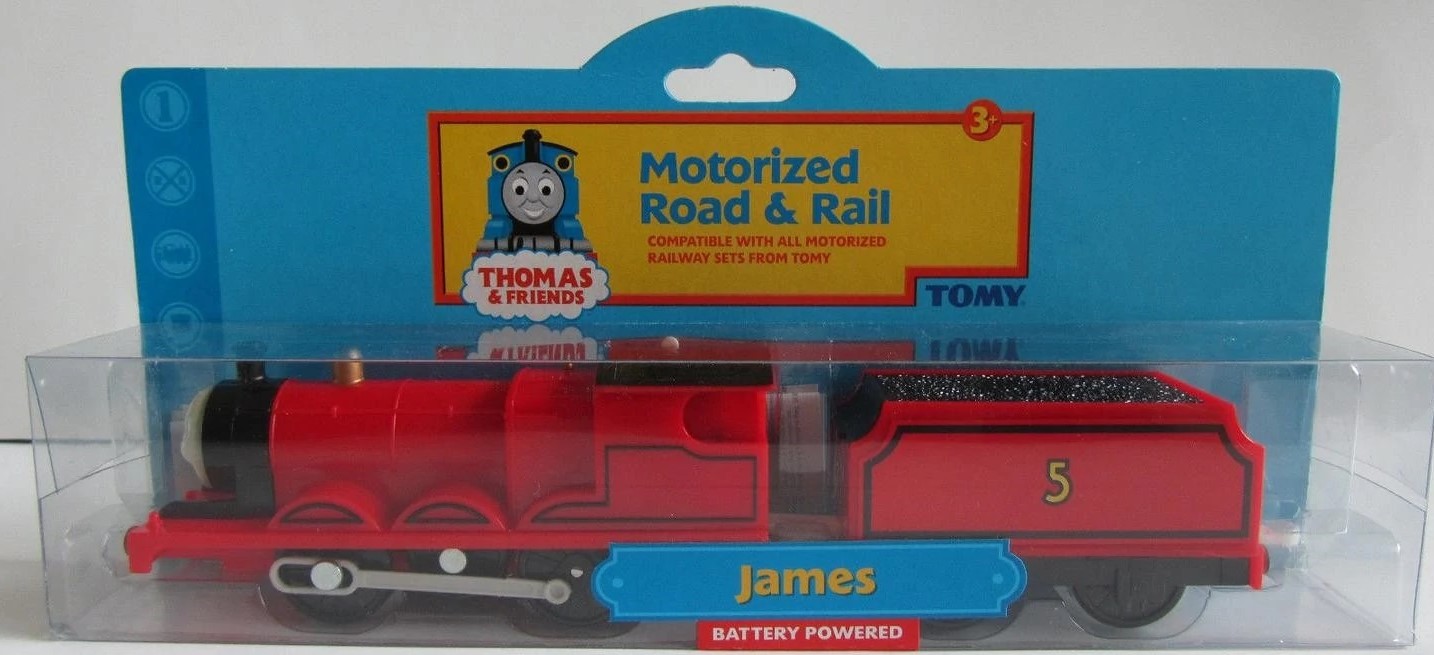 1
3+
Motorized
Road & Rail
COMPATIBLE WITH ALL MOTORIZED
RAILWAY SETS FROM TOMY
THOMAS
& FRIENDS
TOMY
5
James
BATTERY POWERED